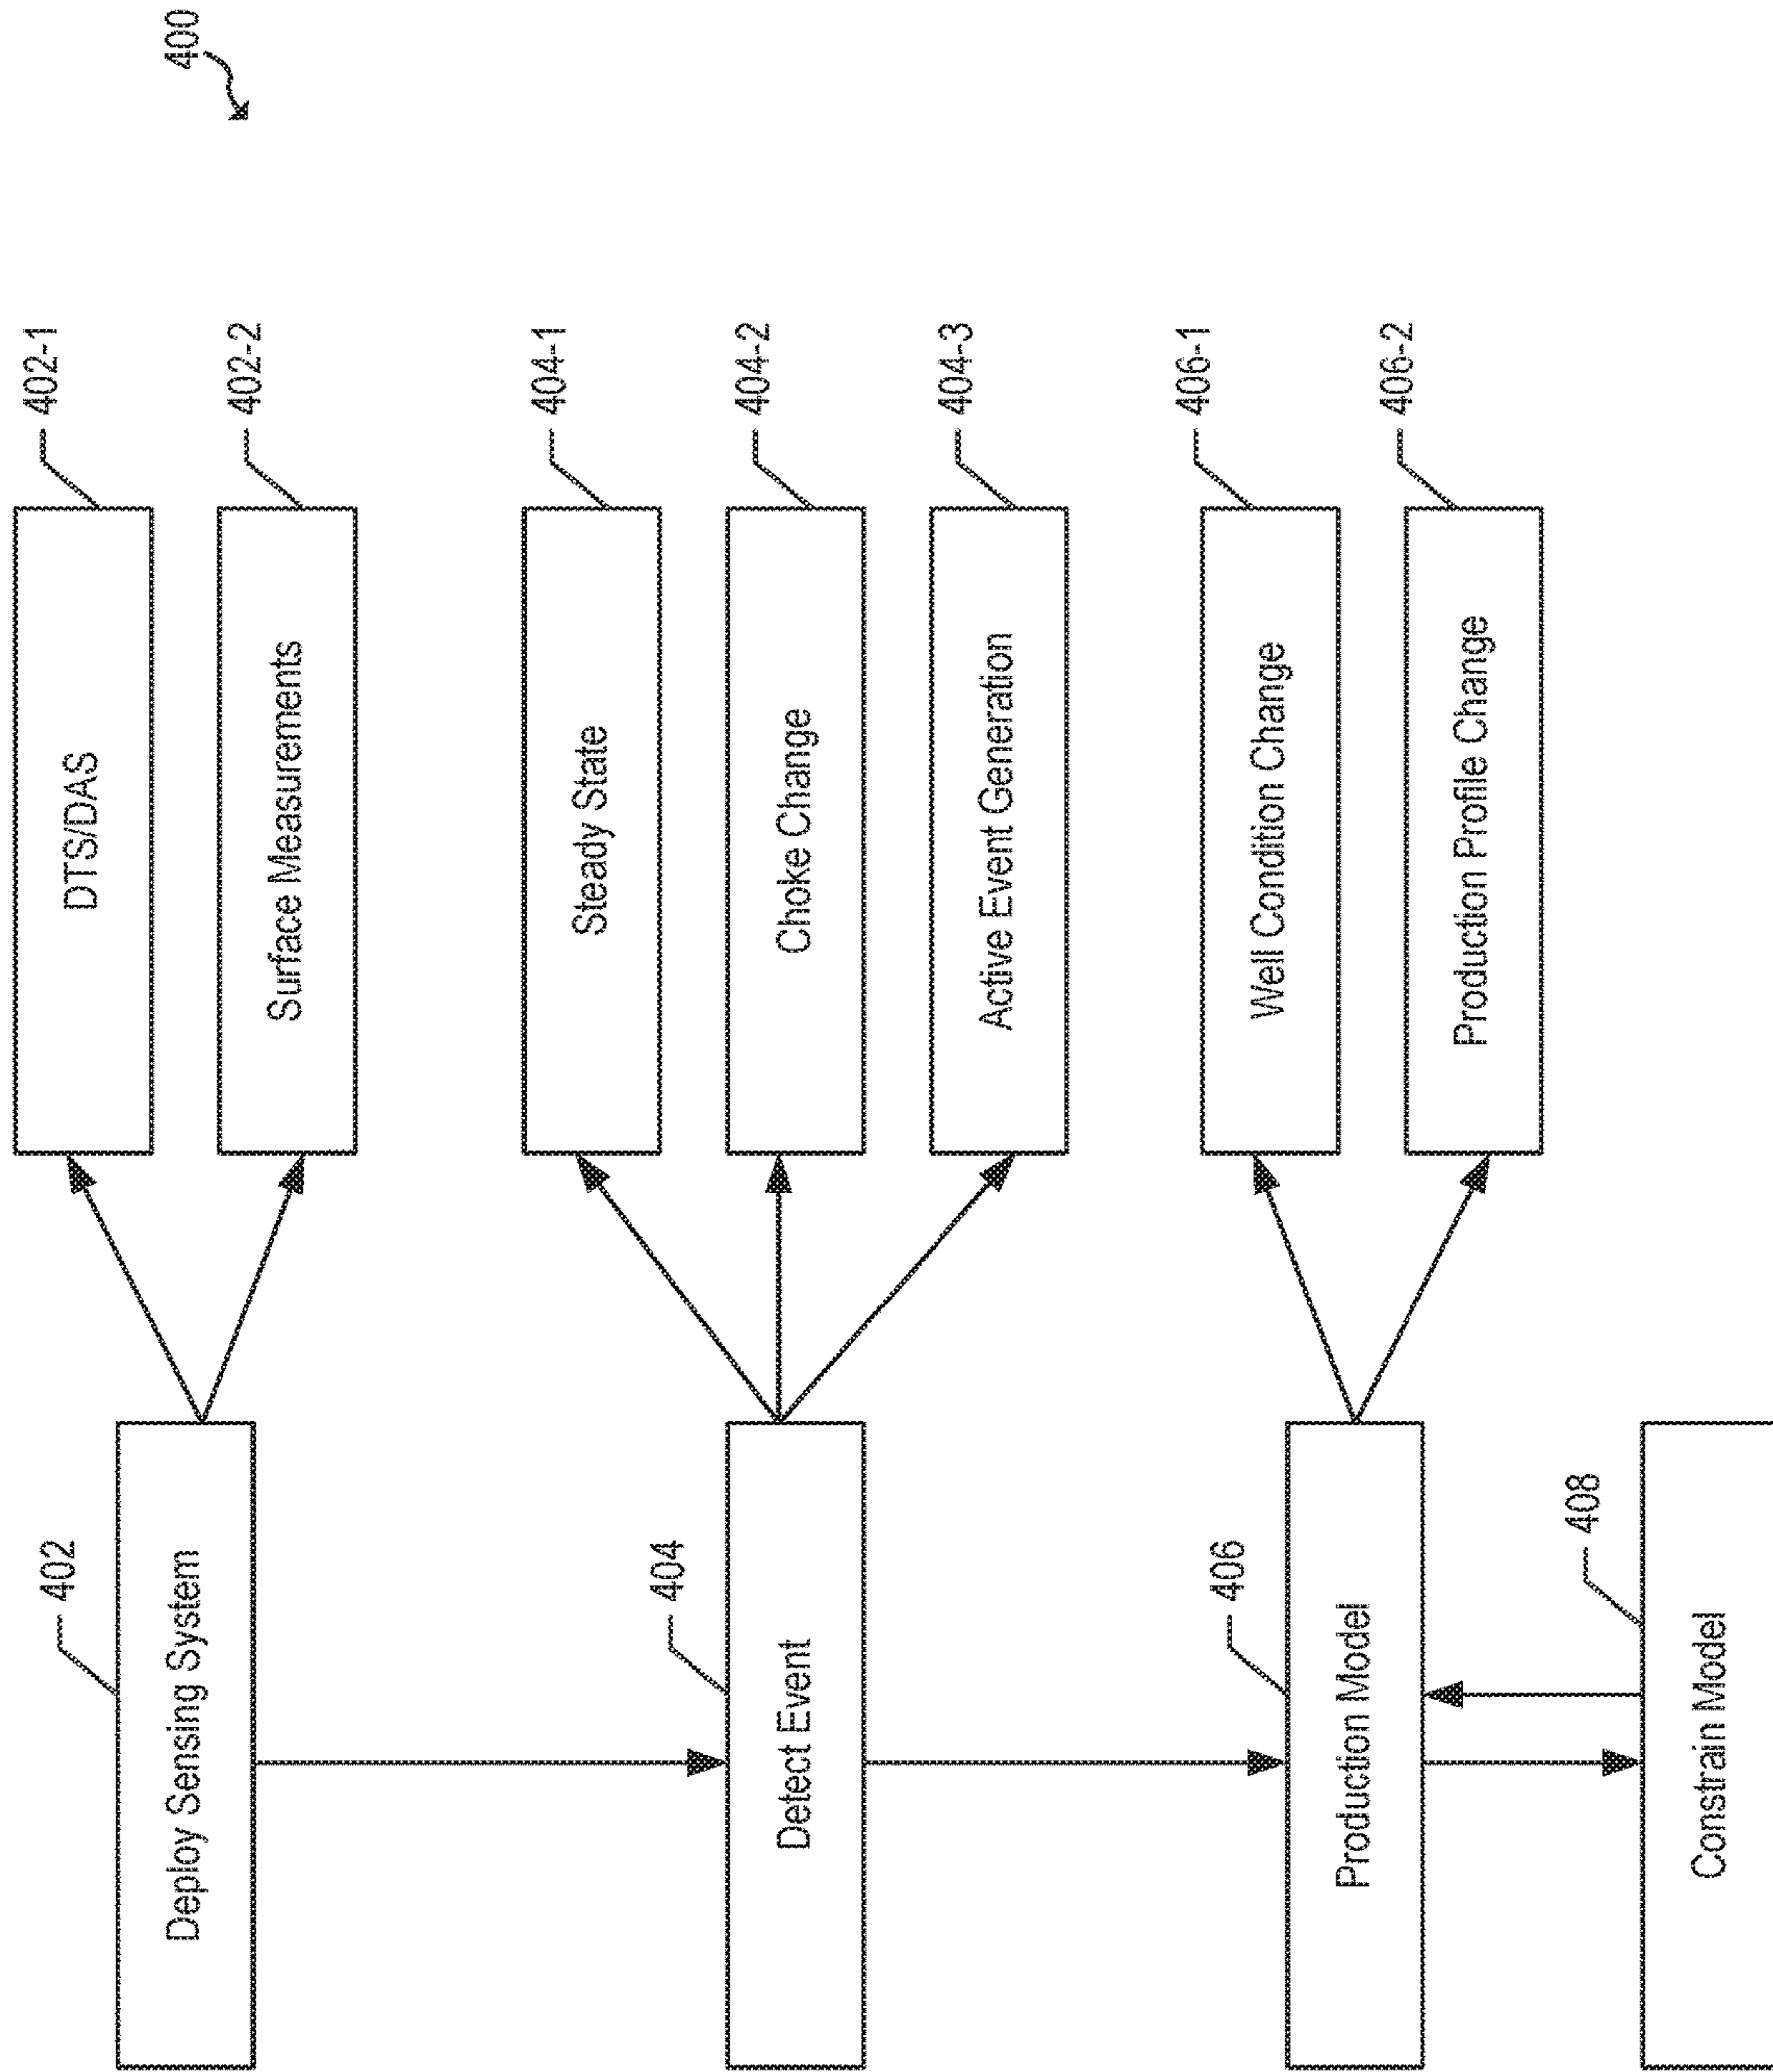 400
402
Deploy Sensing System
402-1
DTS/DAS
402-2
Surface Measurements
404
Detect Event
404-1
Steady State
404-2
Choke Change
404-3
Active Event Generation
406
Production Model
406-1
Well Condition Change
406-2
Production Profile Change
408
Constrain Model